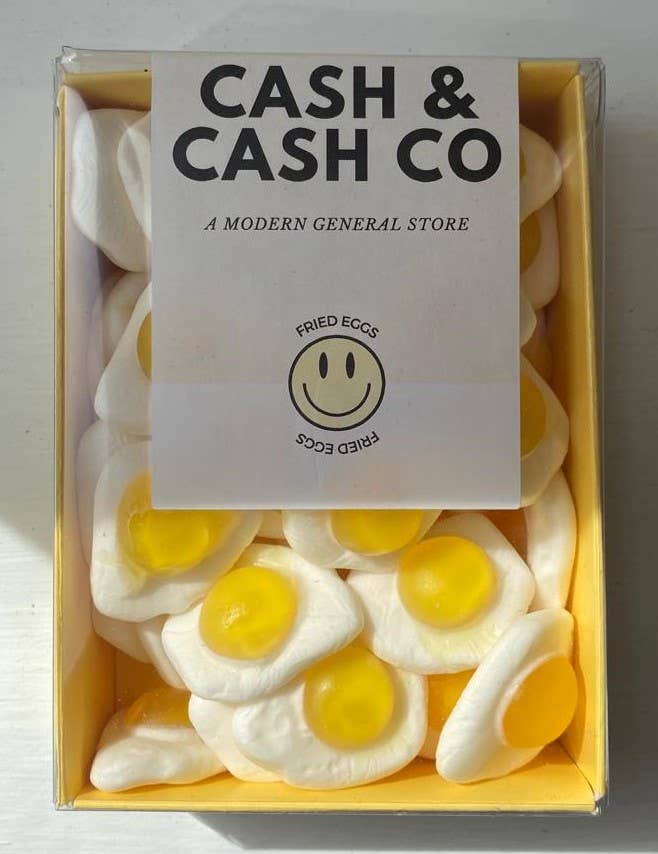 CASH &
CASH CO
A MODERN GENERAL STORE
FRIED EGGS
FRIED EGGS